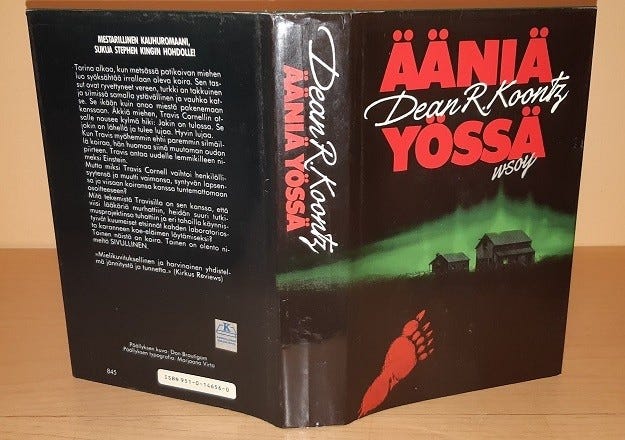 MESTARILLINEN KAUHUROMAANI,
SUKUA STEPHEN KINGIN HOHDOLLE!
Tarina alkaa, kun metsässä patikoivan miehen
luo syöksähtää irrallaan oleva koira. Sen tas-
sut ovat ryvettyneet vereen, turkki on takkuinen
ja silmissä samalla ystävällinen ja vauhko kat-
se. Se ikään kuin anoo miestä pakenemaan
kanssaan. Äkkiä miehen, Travis Cornellin ot-
salle nousee kylmä hiki: Jokin on tulossa. Se
jokin on lähellä ja tulee lujaa. Hyvin lujaa.
Kun Travis myöhemmin ehtii paremmin silmäil-
lä koiraa, hän huomaa siinä muutaman oudon
piirteen. Travis antaa uudelle lemmikilleen ni-
meksi Einstein.
Mutta miksi Travis Cornell vaihtoi henkilölli-
syytensä ja muutti vaimonsa, syntyvän lapsen-
sa ja viisaan koiransa kanssa tuntemattomaan
osoitteeseen?
Mitä tekemistä Travisilla on sen kanssa, että
viisi lääkäriä murhattiin, heidän suuri tutki-
musprojektinsa tuhottiin ja eri tahoilla käynnis-
tyivät kuumeiset etsinnät kahden laboratorios-
ta karanneen koe-eläimen löytämiseksi?
Toinen näistä on koira. Toinen on olento ni-
meltä SIVULLINEN.
»Mielikuvituksellinen ja harvinainen yhdistel-
mä jännitystä ja tunnetta.» (Kirkus Reviews)
Päällyksen kuva: Don Brautigam
Päällyksen typografia: Marjaana Virta
845
ISBN 951-0-14656-0
Dean R. Koontz
ÄÄNIÄ YÖSSÄ
ÄÄNIÄ
Dean R. Koontz
YÖSSÄ
wsoy